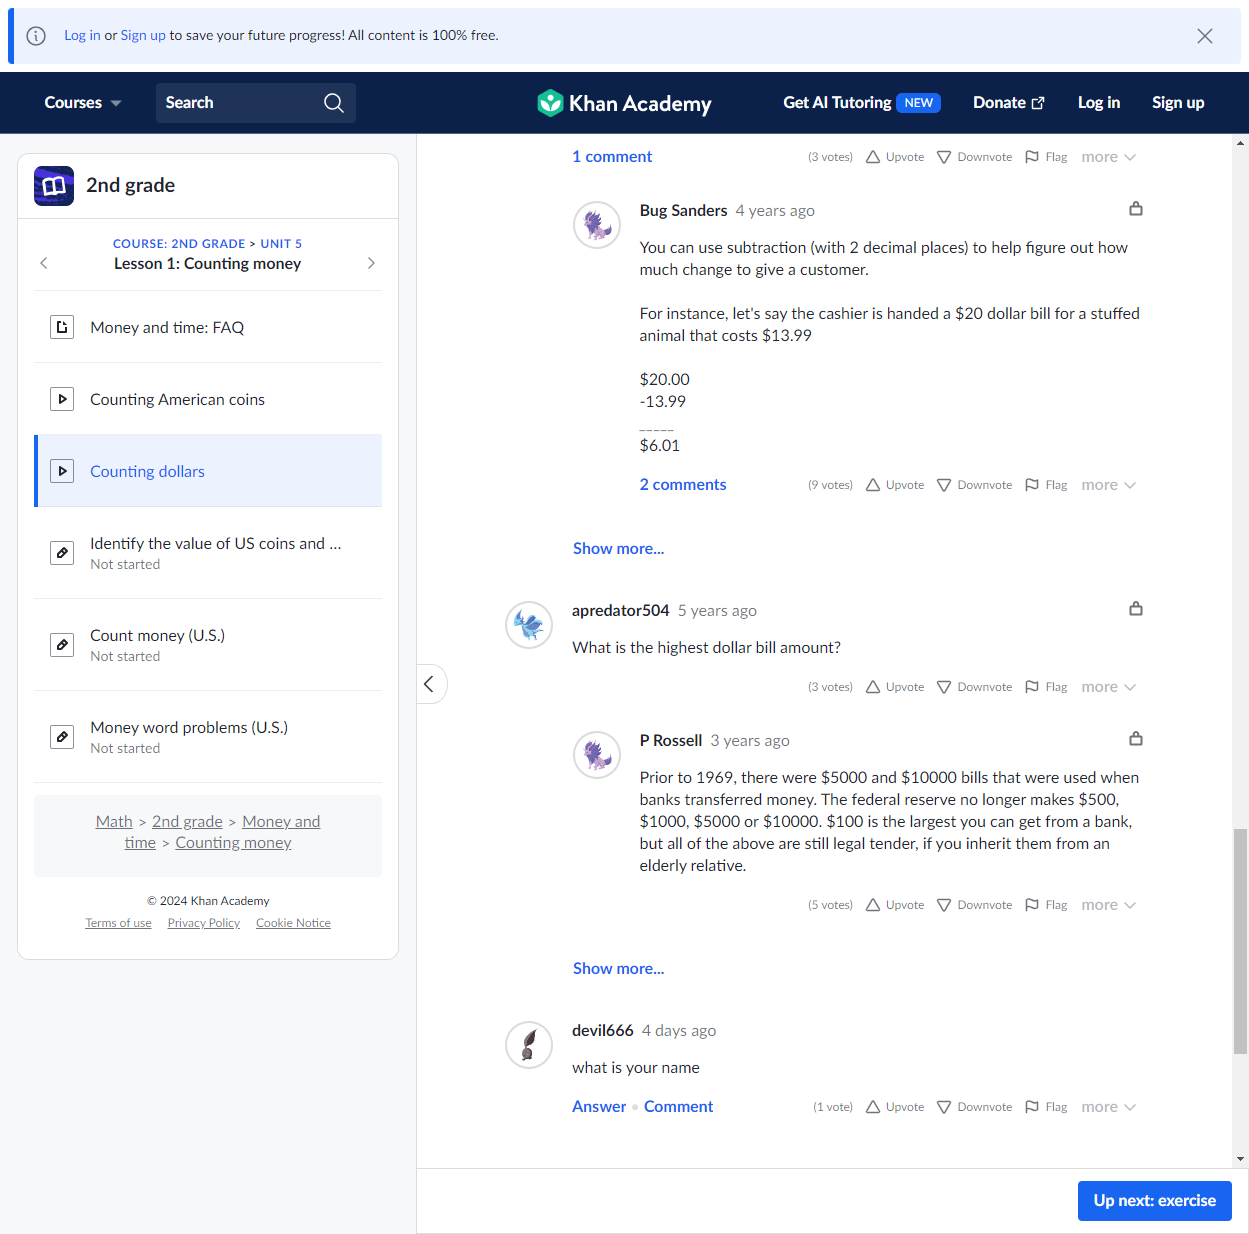 Log in or Sign up to save your future progress! All content is 100% free.
Courses
Search
Khan Academy
Get AI Tutoring NEW
Donate
Log in
Sign up
2nd grade
COURSE: 2ND GRADE > UNIT 5
Lesson 1: Counting money
Money and time: FAQ
Counting American coins
Counting dollars
Identify the value of US coins and ...
Not started
Count money (U.S.)
Not started
Money word problems (U.S.)
Not started
Math > 2nd grade > Money and
time > Counting money
© 2024 Khan Academy
Terms of use Privacy Policy Cookie Notice
1 comment (3 votes) Upvote Downvote Flag more
Bug Sanders 4 years ago
You can use subtraction (with 2 decimal places) to help figure out how
much change to give a customer.
For instance, let's say the cashier is handed a $20 dollar bill for a stuffed
animal that costs $13.99
$20.00
-13.99
_____
$6.01
2 comments (9 votes) Upvote Downvote Flag more
Show more...
apredator504 5 years ago
What is the highest dollar bill amount?
(3 votes) Upvote Downvote Flag more
P Rossell 3 years ago
Prior to 1969, there were $5000 and $10000 bills that were used when
banks transferred money. The federal reserve no longer makes $500,
$1000, $5000 or $10000. $100 is the largest you can get from a bank,
but all of the above are still legal tender, if you inherit them from an
elderly relative.
(5 votes) Upvote Downvote Flag more
Show more...
devil666 4 days ago
what is your name
Answer • Comment (1 vote) Upvote Downvote Flag more
Up next: exercise